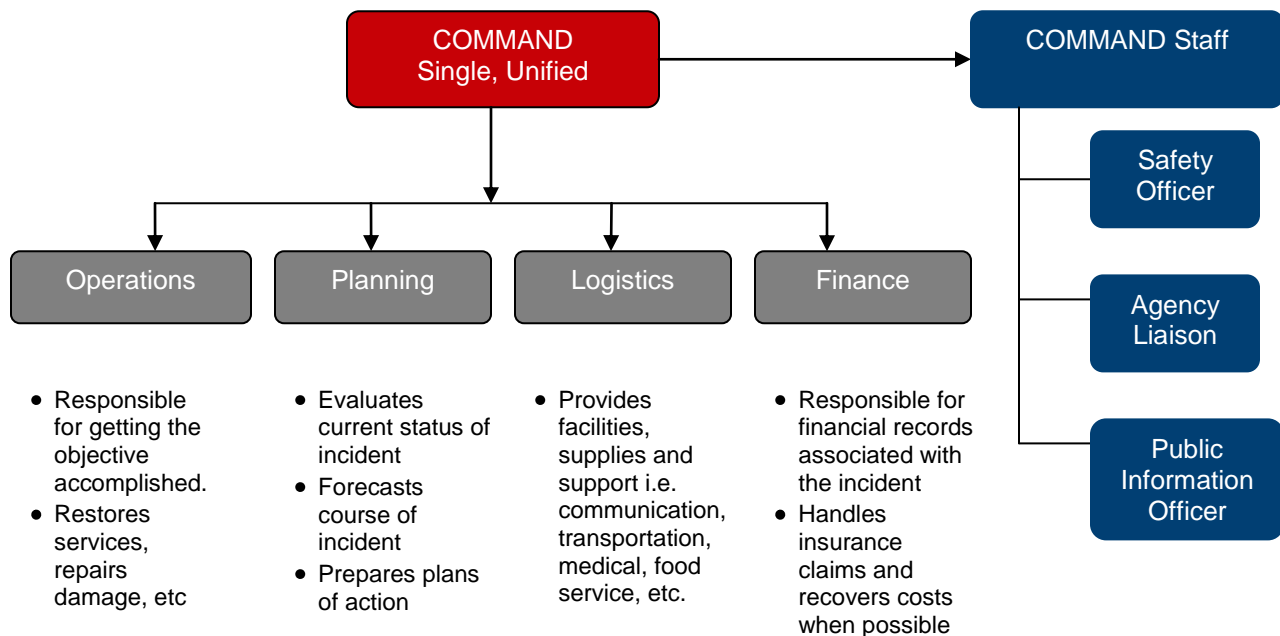 COMMAND
Single, Unified
COMMAND Staff
Safety
Officer
Agency
Liaison
Public
Information
Officer
Operations
Planning
Logistics
Finance
• Responsible
for getting the
objective
accomplished.
• Restores
services,
repairs
damage, etc
• Evaluates
current status of
incident
• Forecasts
course of
incident
• Prepares plans
of action
• Provides
facilities,
supplies and
support i.e.
communication,
transportation,
medical, food
service, etc.
• Responsible for
financial records
associated with
the incident
• Handles
insurance
claims and
recovers costs
when possible